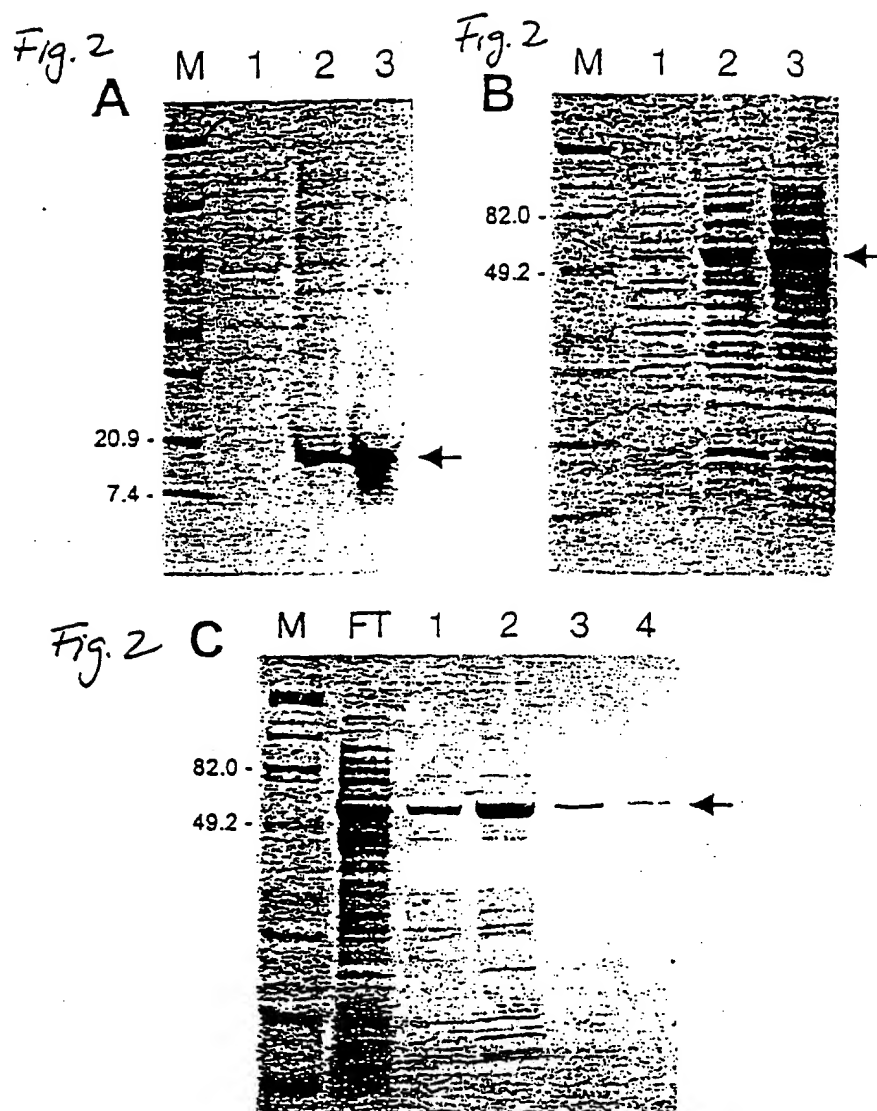 Fig. 2
A
M 1 2 3
20.9 -
7.4 -
Fig. 2
B
M 1 2 3
82.0 -
49.2 -
Fig. 2 C
M FT 1 2 3 4
82.0 -
49.2 -